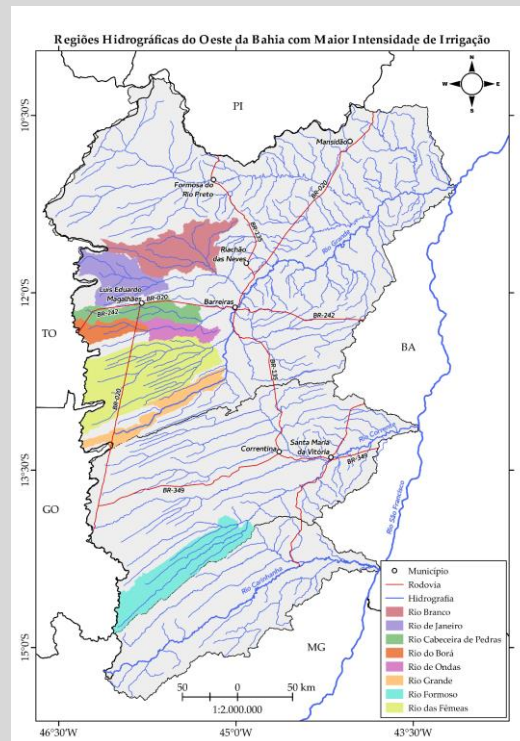 Regiões Hidrográficas do Oeste da Bahia com Maior Intensidade de Irrigação
N
W
E
S
PI
10°30'S
Mansidão
Formosa do
Rio Preto
BR-020
BR-135
Riachão
das Neves
Rio Grande
12°0'S
Luís Eduardo
Magalhães
BR-020
Barreiras
BR-242
BR-242
TO
BA
BR-135
BR-020
Santa Maria
da Vitória
Rio Corrente
Correntina
BR-349
13°30'S
BR-349
GO
Rio São Francisco
Rio Carinhanha
15°0'S
MG
Município
Rodovia
Hidrografia
Rio Branco
Rio de Janeiro
Rio Cabeceira de Pedras
Rio do Borá
Rio de Ondas
Rio Grande
Rio Formoso
Rio das Fêmeas
50 0 50 km
1:2.000.000
46°30'S 45°0'S 43°30'S